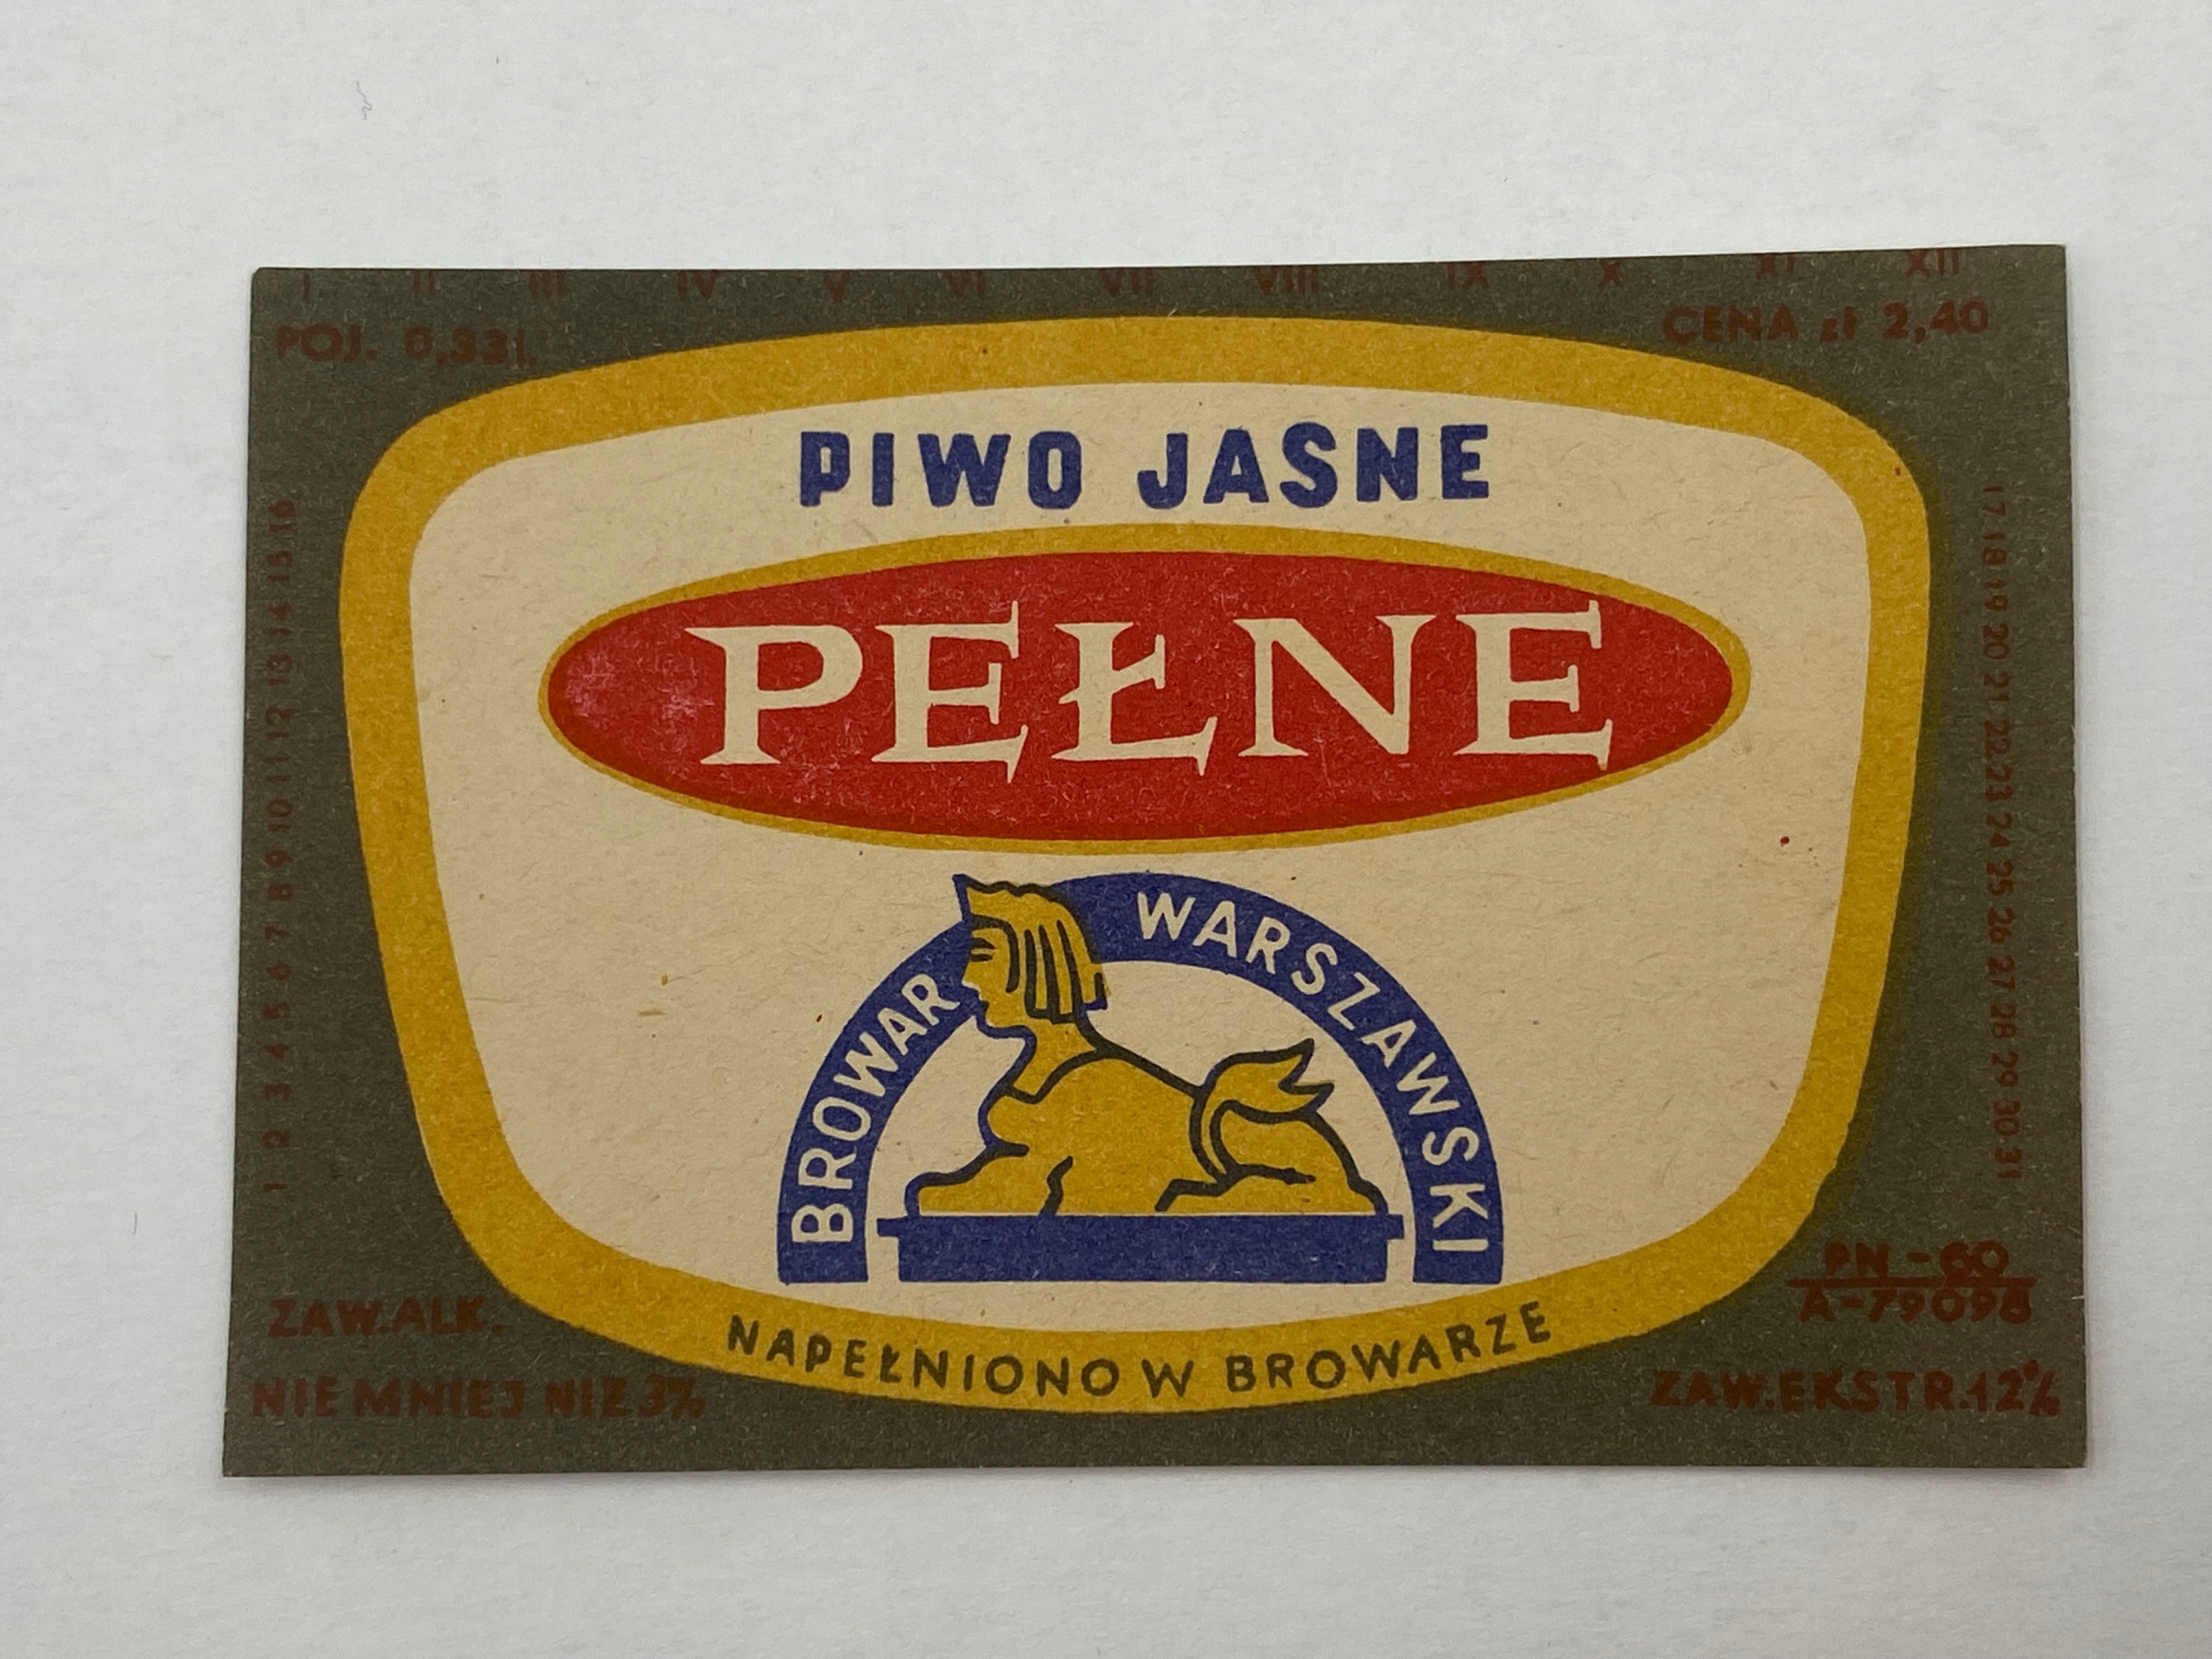 I II III IV V VI VII VIII IX X XI XII
POJ. 0,33 l.
CENA zł 2,40
PIWO JASNE
PEŁNE
BROWAR WARSZAWSKI
NAPEŁNIONO W BROWARZE
1 2 3 4 5 6 7 8 9 10 11 12 13 14 15 16
17 18 19 20 21 22 23 24 25 26 27 28 29 30 31
ZAW.ALK.
NIE MNIEJ NIŻ 3%
PN-60
A-79098
ZAW.EKSTR.12%